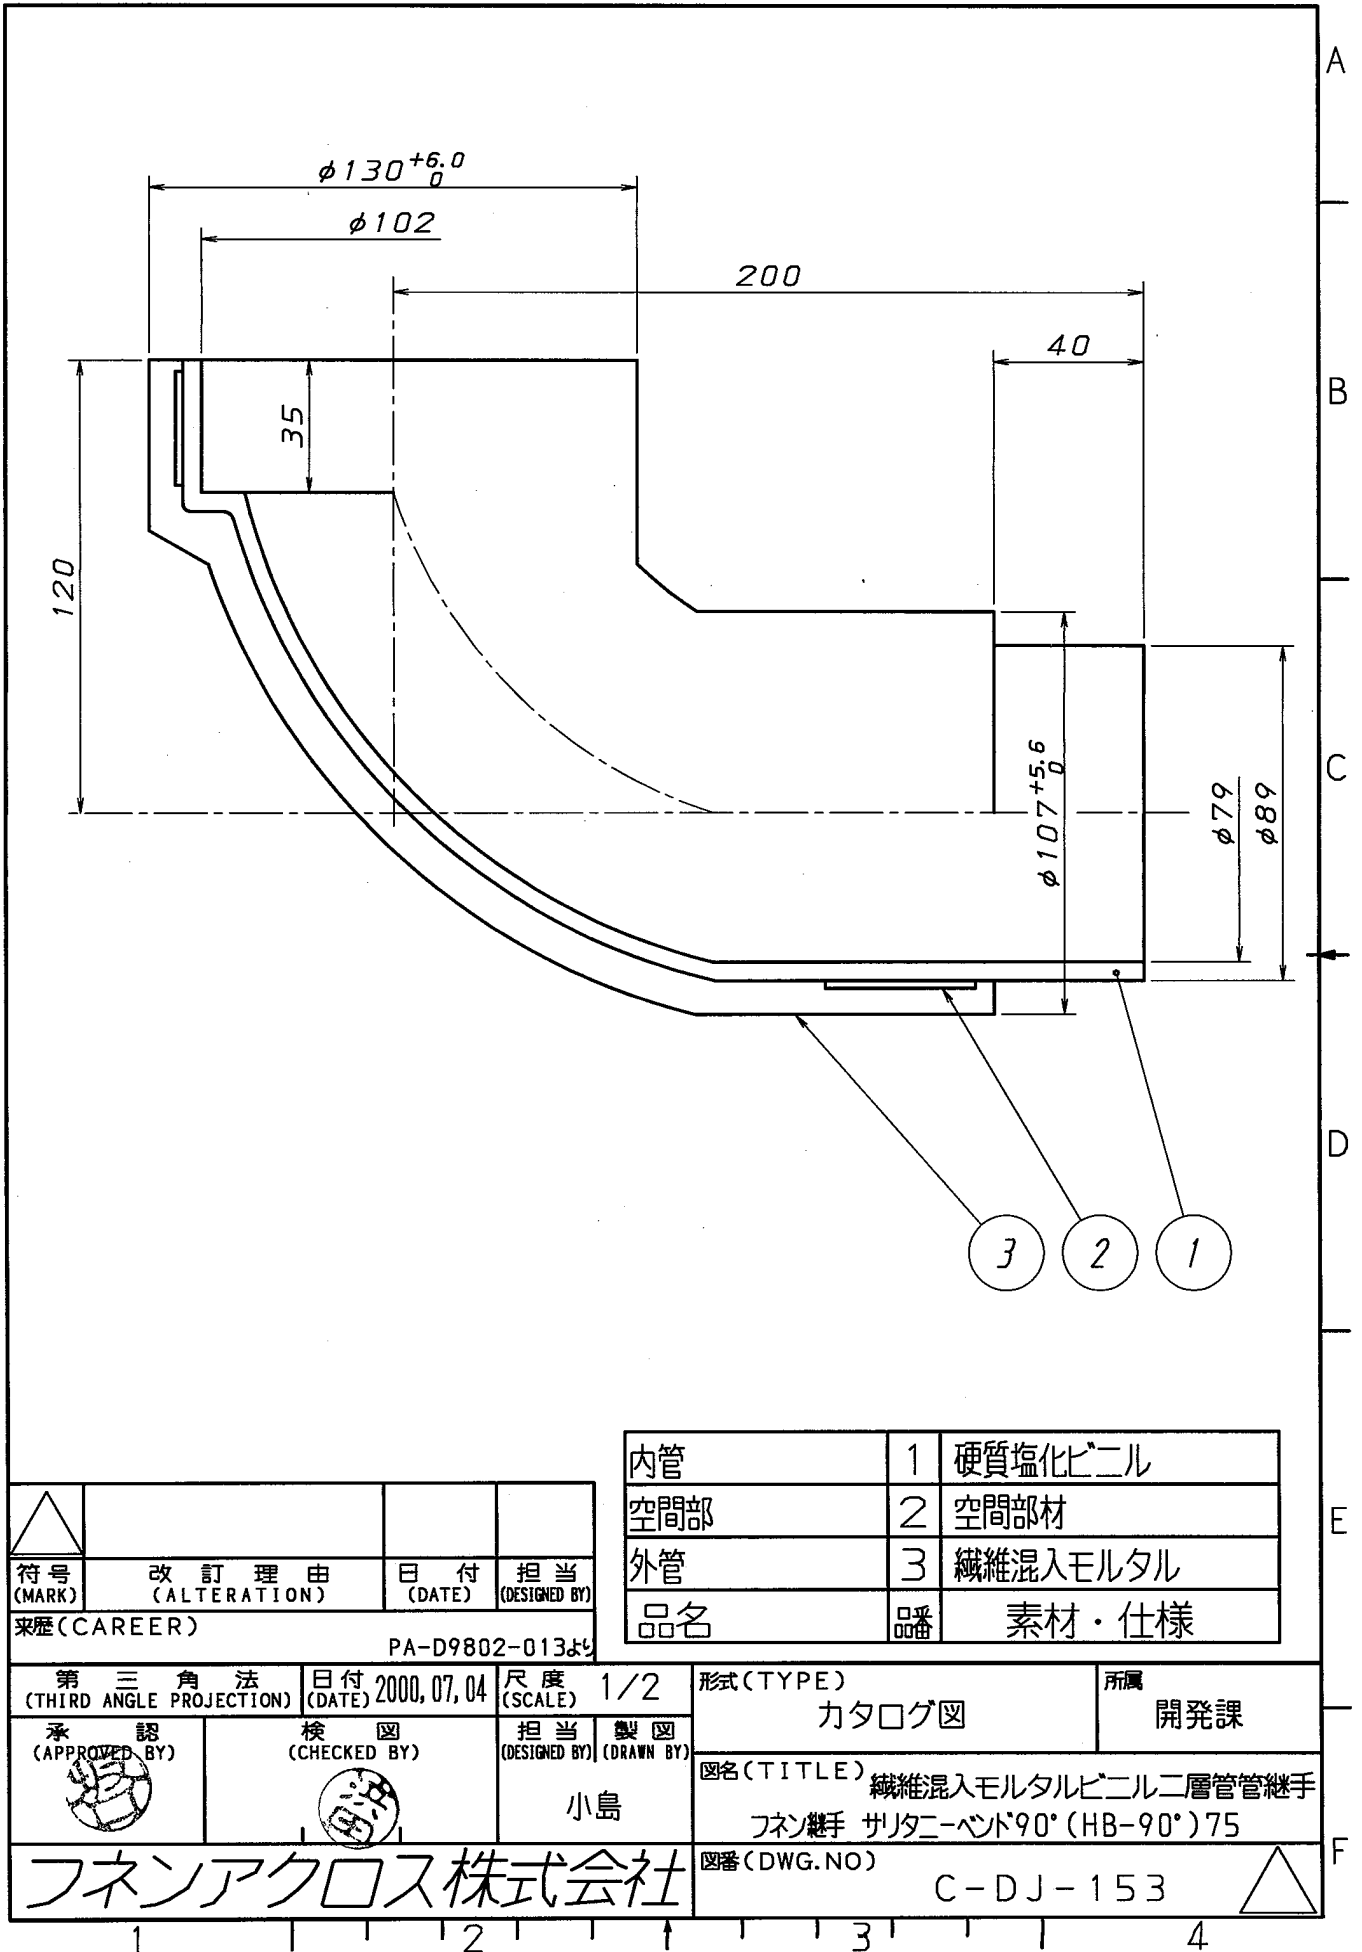 A
φ130 +6.0 0
φ102
200
40
B
35
120
C
φ107 +5.6 0
φ79
φ89
D
3
2
1
内管 1 硬質塩化ビニル
空間部 2 空間部材
外管 3 繊維混入モルタル
品名 品番 素材・仕様
E
符号 改訂理由 日付 担当
(MARK) (ALTERATION) (DATE) (DESIGNED BY)
来歴(CAREER)
PA-D9802-013より
第三角法 日付 2000,07,04 尺度 1/2
(THIRD ANGLE PROJECTION) (DATE) (SCALE)
形式(TYPE) 所属
カタログ図 開発課
承認 検図 担当 製図
(APPROVED BY) (CHECKED BY) (DESIGNED BY) (DRAWN BY)
小島
図名(TITLE) 繊維混入モルタルビニル二層管管継手
フネン継手 サリタニーベンド90°(HB-90°)75
F
フネンアクロス株式会社
図番(DWG.NO)
C-DJ-153
1 2 3 4